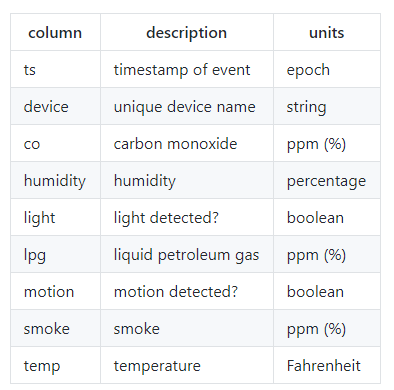 column description units
ts timestamp of event epoch
device unique device name string
co carbon monoxide ppm (%)
humidity humidity percentage
light light detected? boolean
lpg liquid petroleum gas ppm (%)
motion motion detected? boolean
smoke smoke ppm (%)
temp temperature Fahrenheit